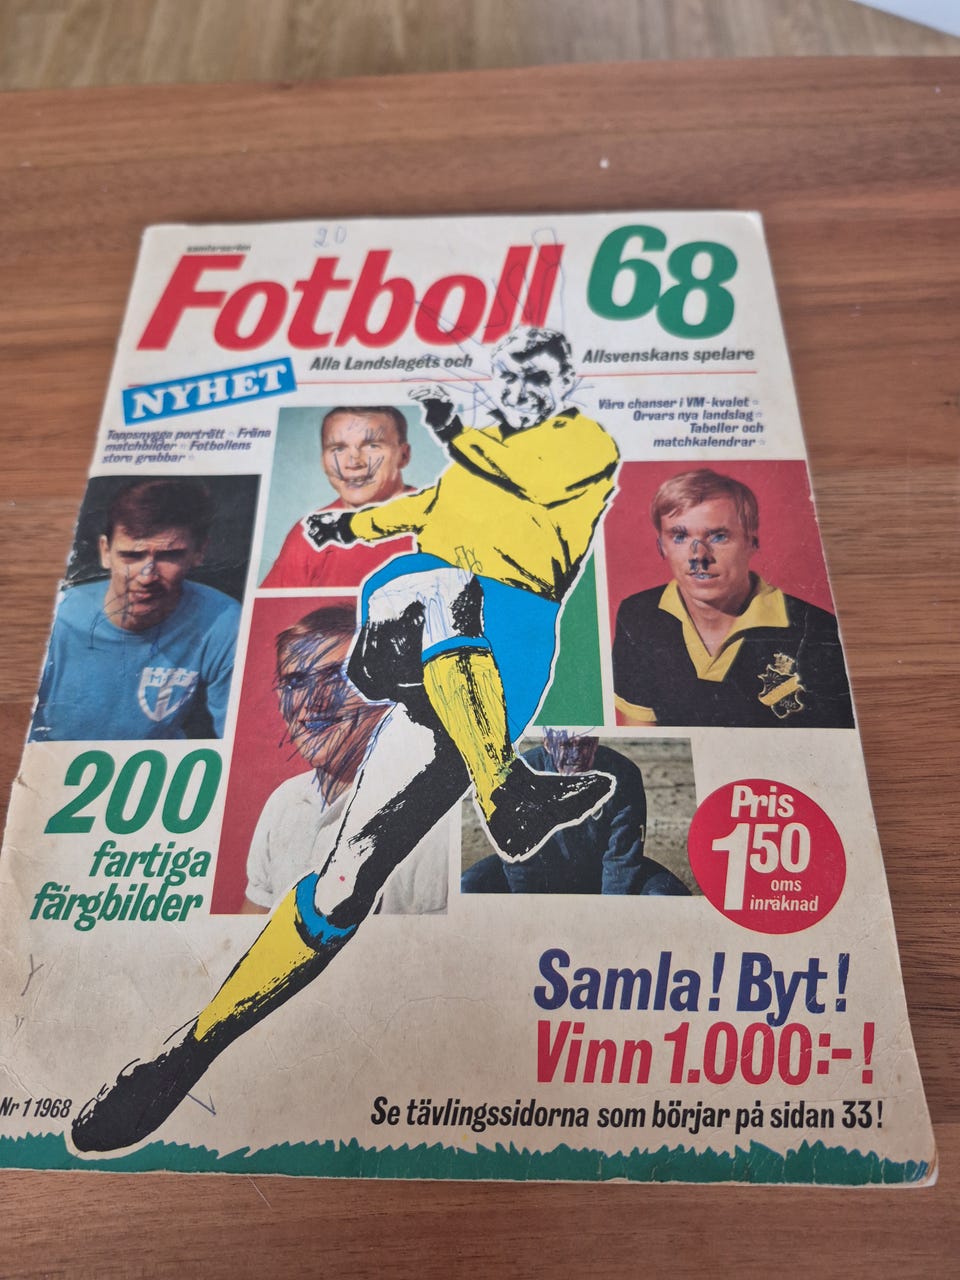 samlarserien
20
Fotboll 68
Alla Landslagets och Allsvenskans spelare
NYHET
Toppsnygga porträtt ☆ Fräna
matchbilder ☆ Fotbollens
stora grabbar ☆
Våra chanser i VM-kvalet ☆
Orvars nya landslag ☆
Tabeller och
matchkalendrar ☆
M.F.F
200
fartiga
färgbilder
Pris
1 50
oms
inräknad
Samla! Byt!
Vinn 1.000:-!
Nr 1 1968
Se tävlingssidorna som börjar på sidan 33!